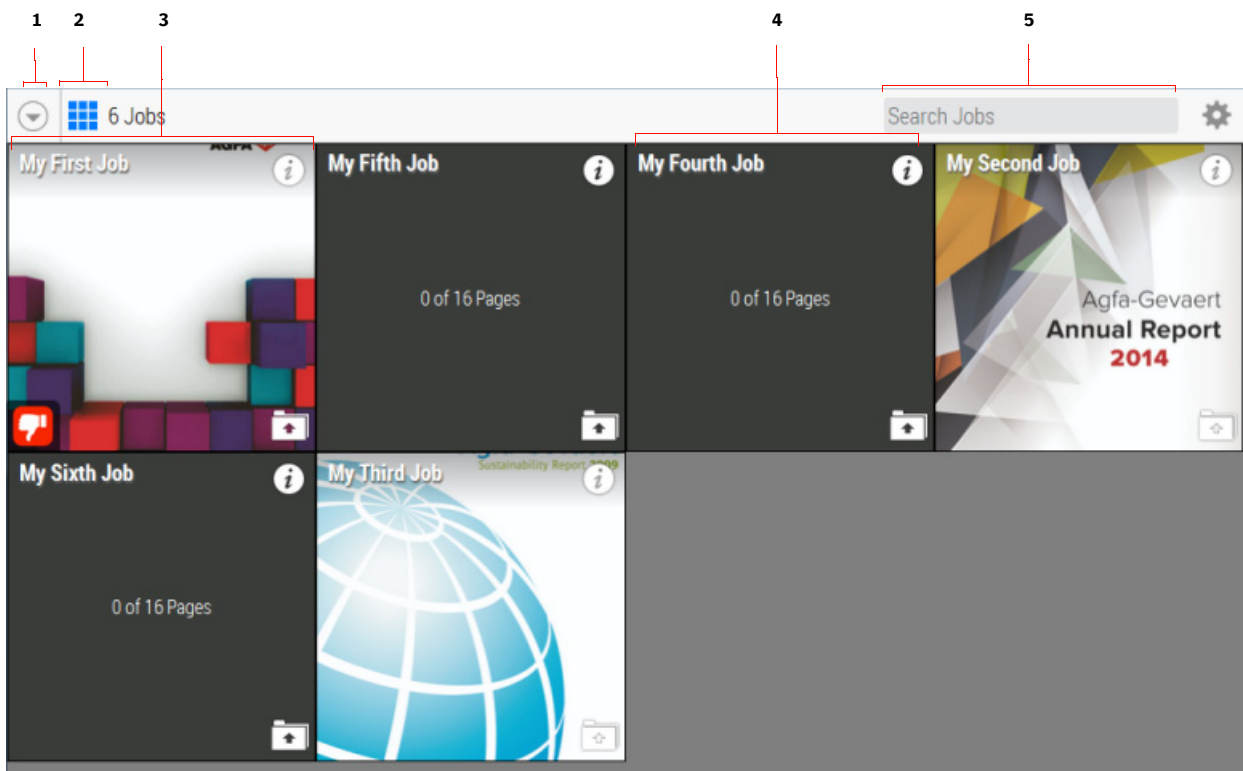 1 2 3 4 5
6 Jobs Search Jobs
AGFA
My First Job My Fifth Job My Fourth Job My Second Job
0 of 16 Pages 0 of 16 Pages Agfa-Gevaert
Annual Report
2014
My Sixth Job My Third Job
Sustainability Report 2009
0 of 16 Pages